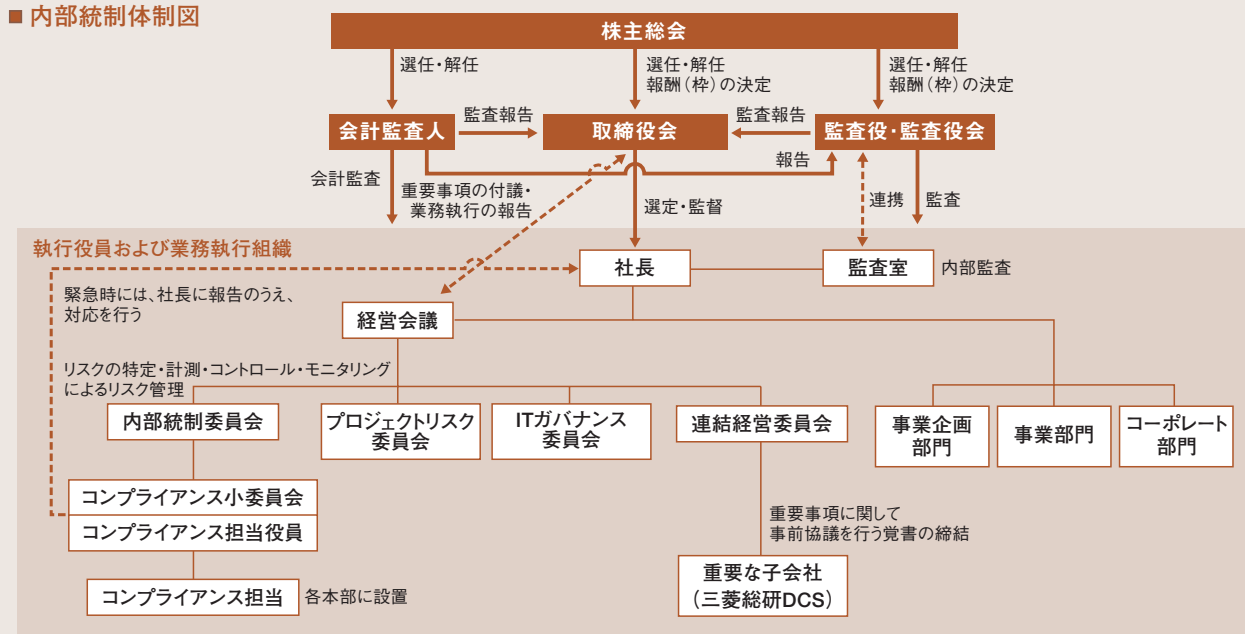 ■ 内部統制体制図
株主総会
選任・解任
選任・解任
報酬（枠）の決定
選任・解任
報酬（枠）の決定
会計監査人
監査報告
取締役会
監査報告
監査役・監査役会
会計監査
重要事項の付議・
業務執行の報告
選定・監督
報告
連携
監査
執行役員および業務執行組織
社長
監査室
内部監査
緊急時には、社長に報告のうえ、
対応を行う
経営会議
リスクの特定・計測・コントロール・モニタリング
によるリスク管理
内部統制委員会
プロジェクトリスク
委員会
ITガバナンス
委員会
連結経営委員会
事業企画
部門
事業部門
コーポレート
部門
コンプライアンス小委員会
コンプライアンス担当役員
重要事項に関して
事前協議を行う覚書の締結
コンプライアンス担当
各本部に設置
重要な子会社
（三菱総研DCS）